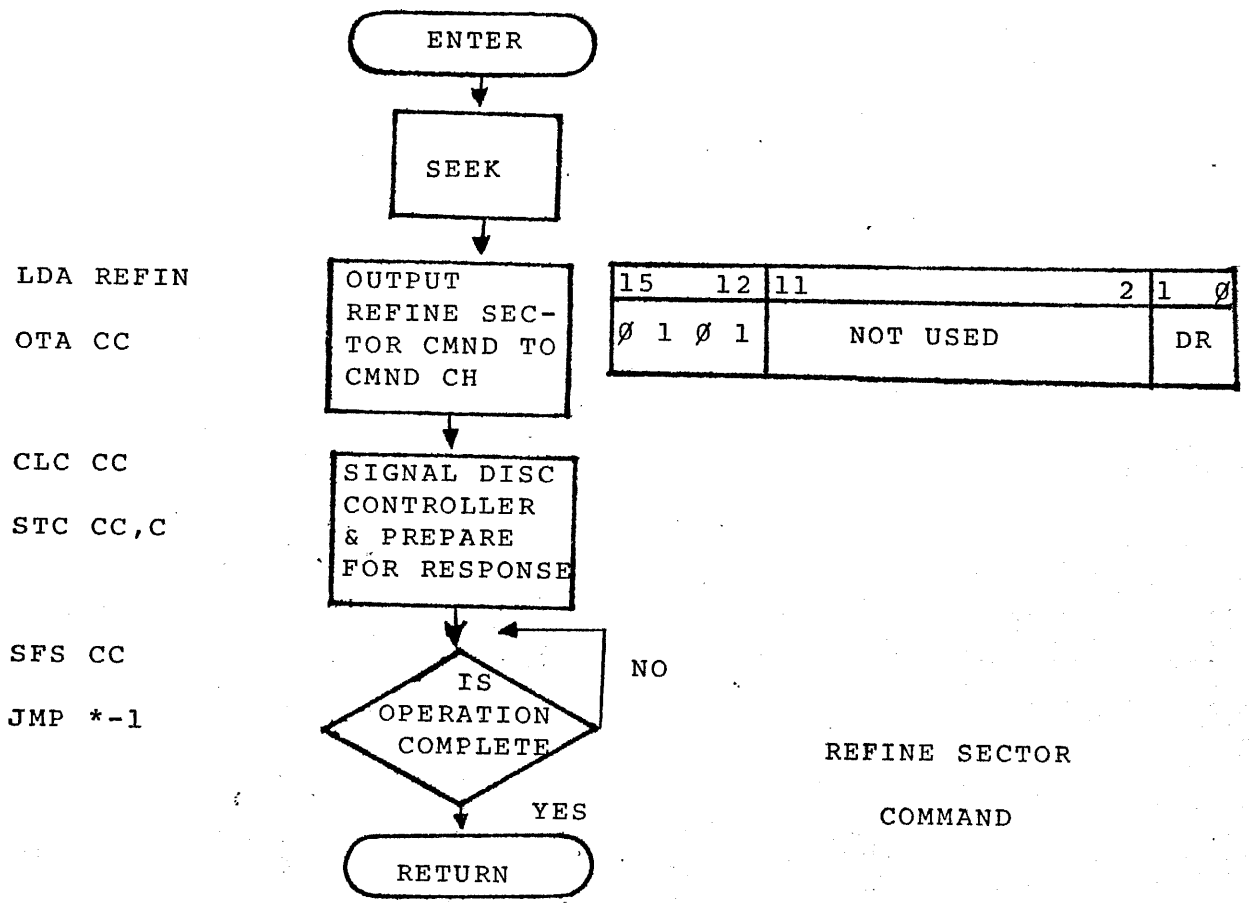 ENTER
SEEK
LDA REFIN
OTA CC
OUTPUT
REFINE SEC-
TOR CMND TO
CMND CH
15 12 11 2 1 Ø
Ø 1 Ø 1 NOT USED DR
CLC CC
STC CC,C
SIGNAL DISC
CONTROLLER
& PREPARE
FOR RESPONSE
SFS CC
JMP *-1
IS
OPERATION
COMPLETE
NO
YES
RETURN
REFINE SECTOR
COMMAND